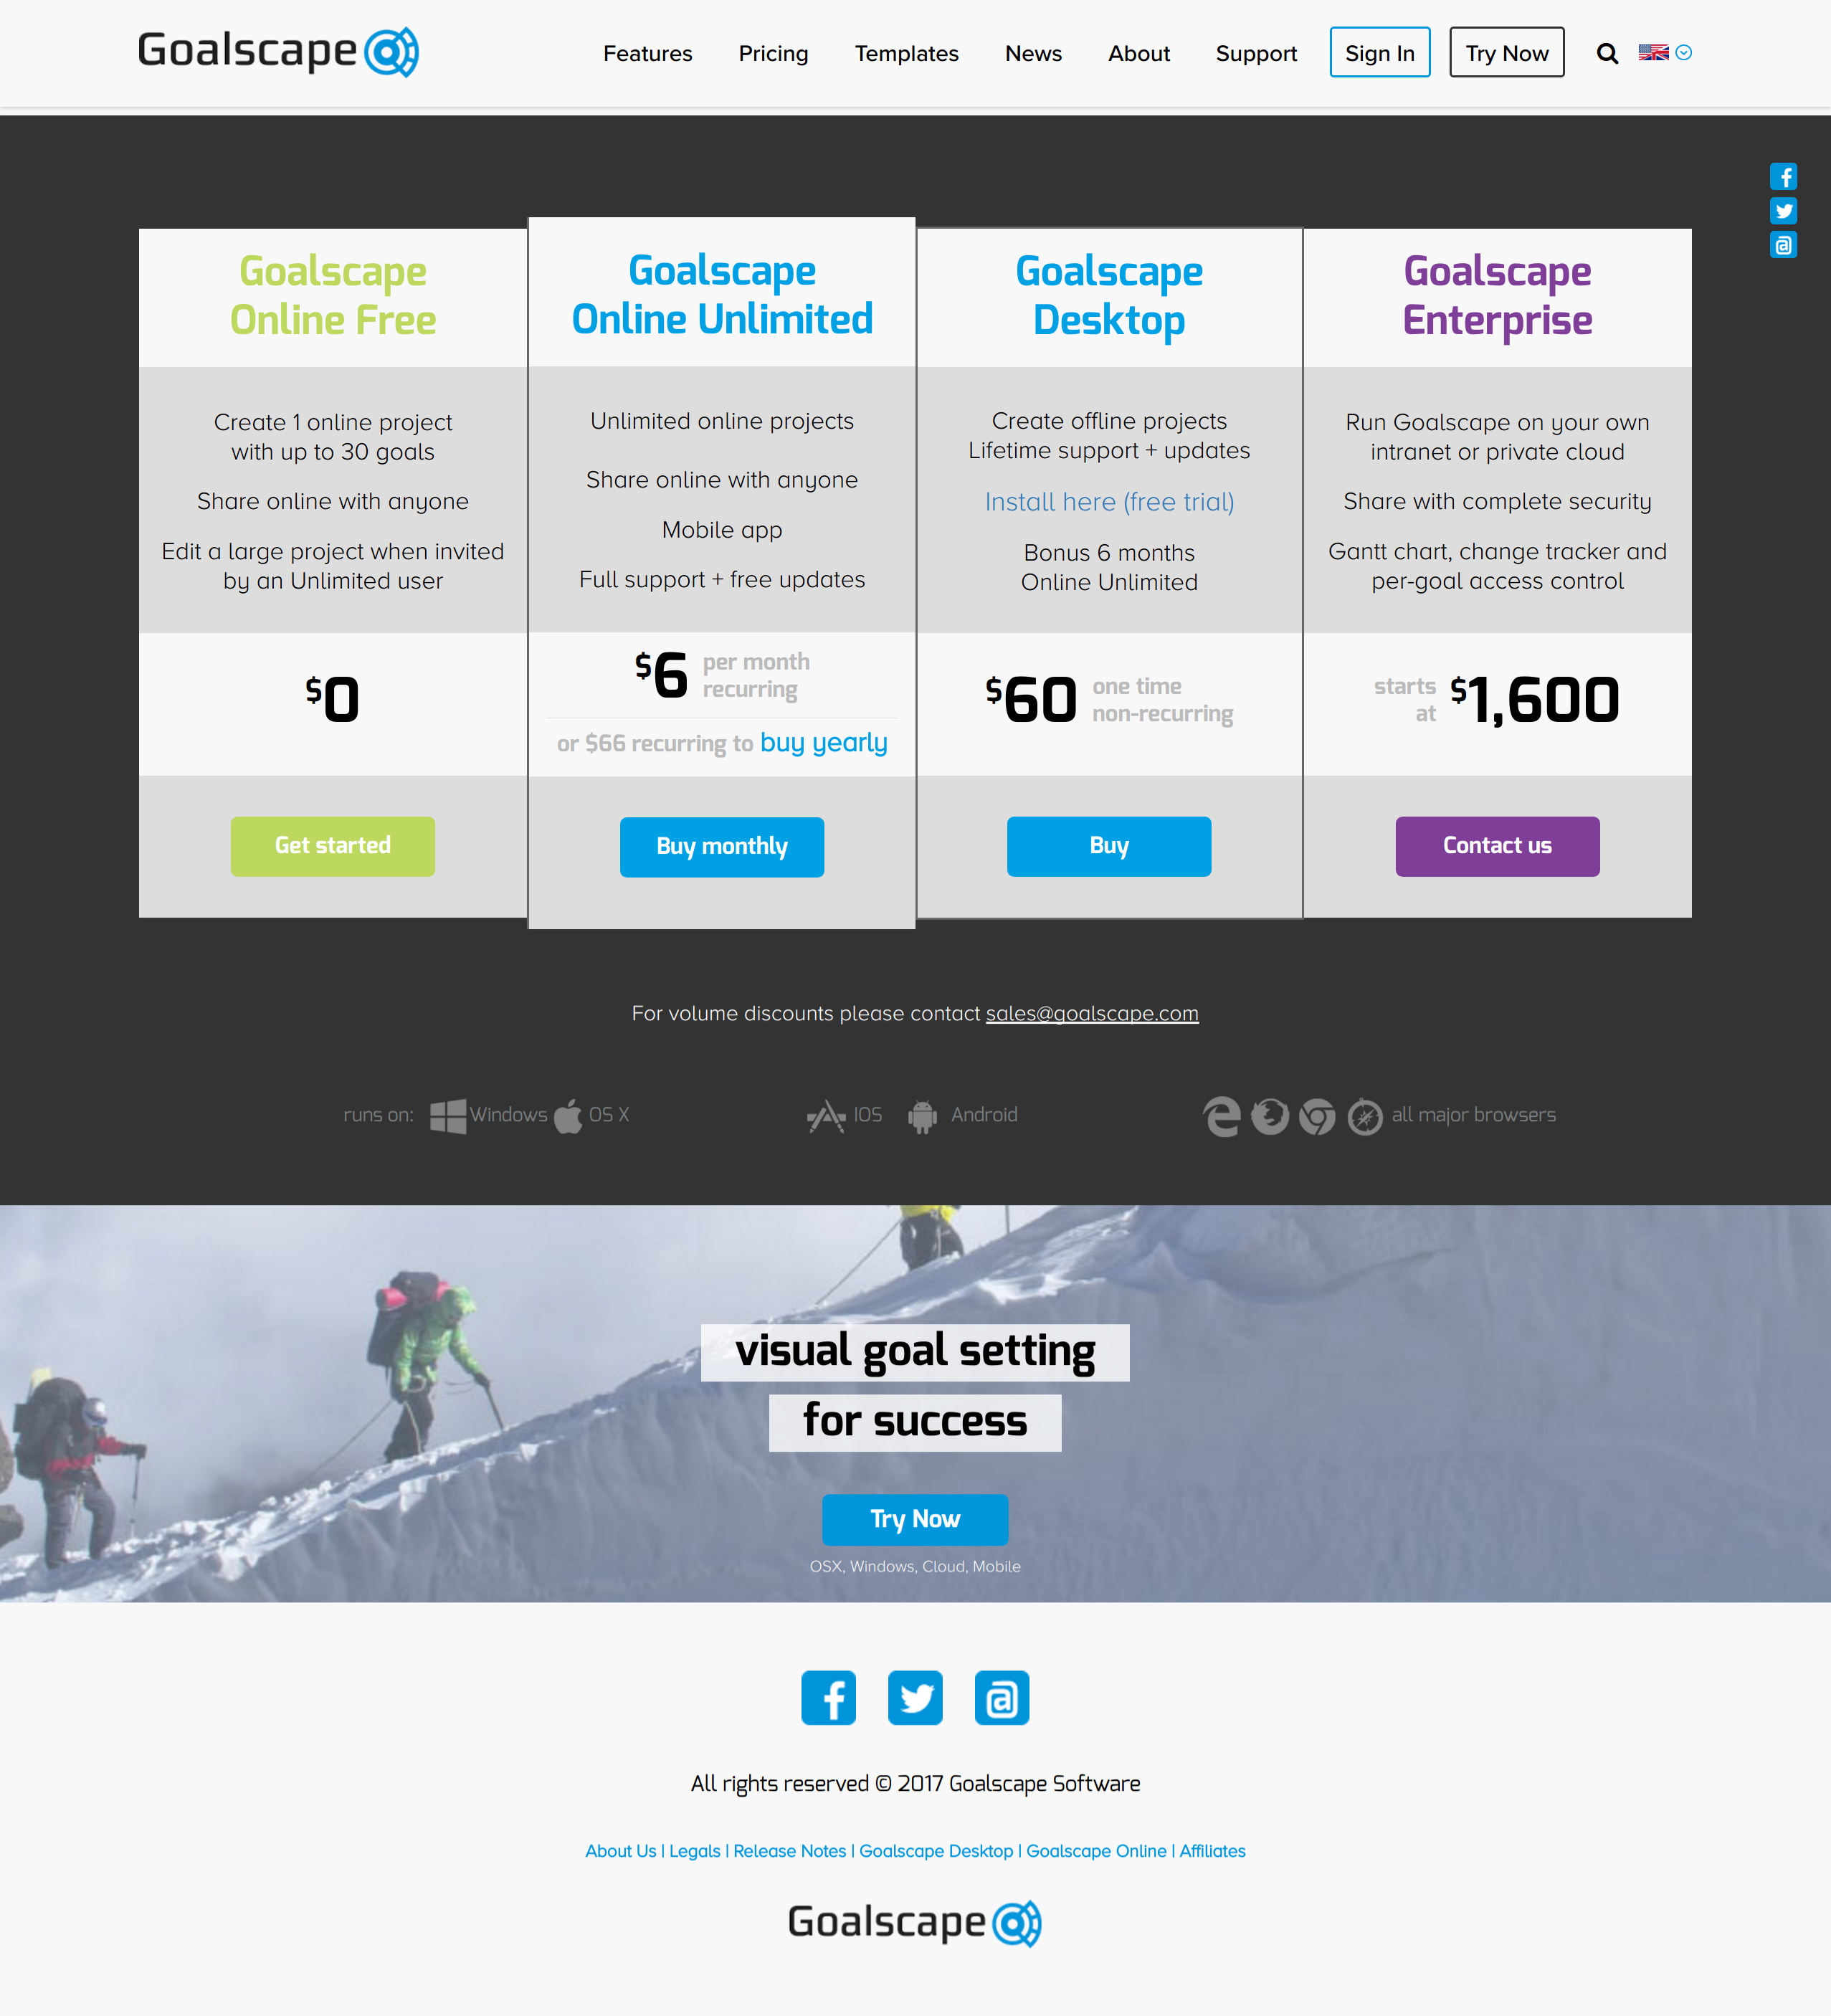 Goalscape
Features
Pricing
Templates
News
About
Support
Sign In
Try Now
Goalscape
Online Free
Create 1 online project
with up to 30 goals
Share online with anyone
Edit a large project when invited
by an Unlimited user
$0
Get started
Goalscape
Online Unlimited
Unlimited online projects
Share online with anyone
Mobile app
Full support + free updates
$6 per month
recurring
or $66 recurring to buy yearly
Buy monthly
Goalscape
Desktop
Create offline projects
Lifetime support + updates
Install here (free trial)
Bonus 6 months
Online Unlimited
$60 one time
non-recurring
Buy
Goalscape
Enterprise
Run Goalscape on your own
intranet or private cloud
Share with complete security
Gantt chart, change tracker and
per-goal access control
starts
at $1,600
Contact us
For volume discounts please contact sales@goalscape.com
runs on: Windows OS X
IOS Android
all major browsers
visual goal setting
for success
Try Now
OSX, Windows, Cloud, Mobile
All rights reserved © 2017 Goalscape Software
About Us | Legals | Release Notes | Goalscape Desktop | Goalscape Online | Affiliates
Goalscape